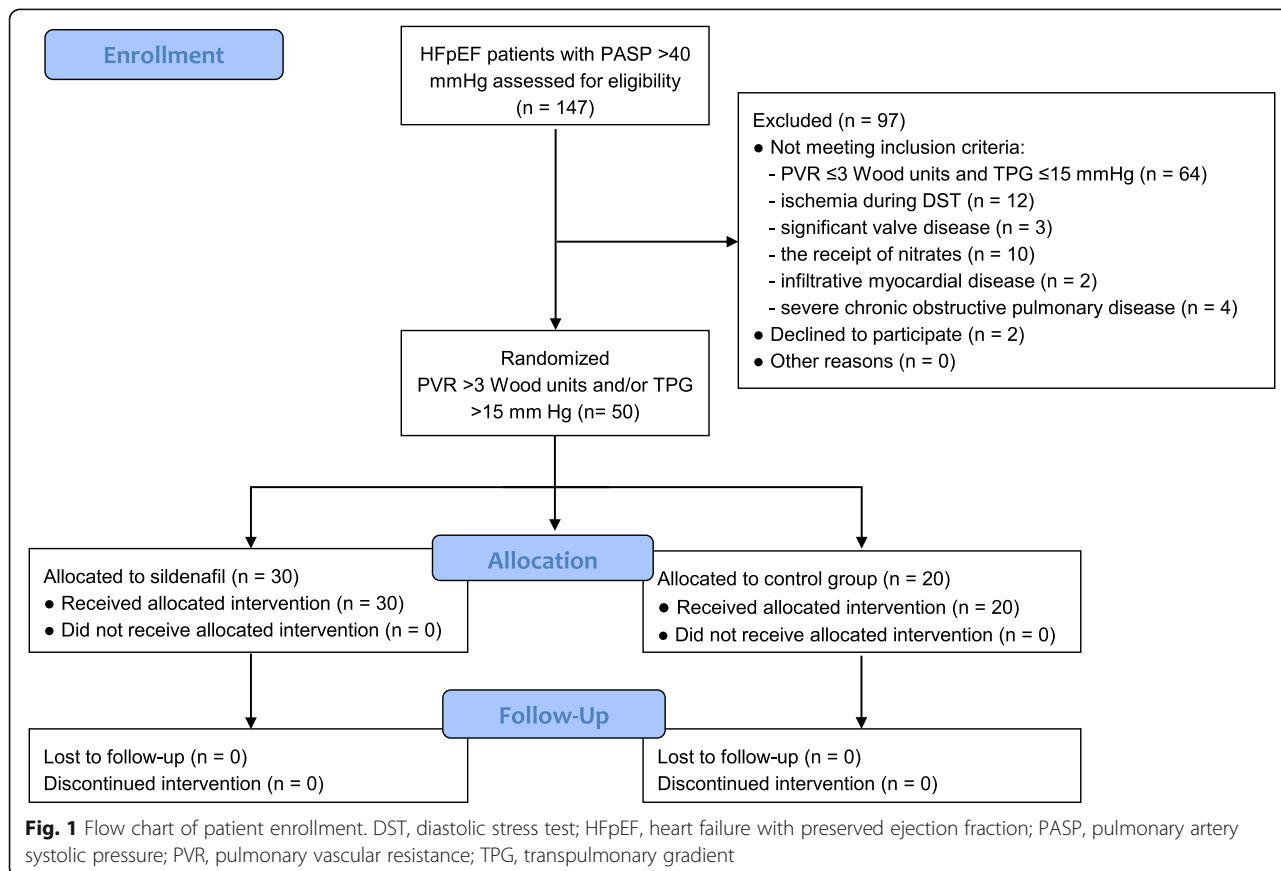 Enrollment
HFpEF patients with PASP >40
mmHg assessed for eligibility
(n = 147)
Excluded (n = 97)
● Not meeting inclusion criteria:
- PVR ≤3 Wood units and TPG ≤15 mmHg (n = 64)
- ischemia during DST (n = 12)
- significant valve disease (n = 3)
- the receipt of nitrates (n = 10)
- infiltrative myocardial disease (n = 2)
- severe chronic obstructive pulmonary disease (n = 4)
● Declined to participate (n = 2)
● Other reasons (n = 0)
Randomized
PVR >3 Wood units and/or TPG
>15 mm Hg (n= 50)
Allocation
Allocated to sildenafil (n = 30)
● Received allocated intervention (n = 30)
● Did not receive allocated intervention (n = 0)
Allocated to control group (n = 20)
● Received allocated intervention (n = 20)
● Did not receive allocated intervention (n = 0)
Follow-Up
Lost to follow-up (n = 0)
Discontinued intervention (n = 0)
Lost to follow-up (n = 0)
Discontinued intervention (n = 0)
Fig. 1 Flow chart of patient enrollment. DST, diastolic stress test; HFpEF, heart failure with preserved ejection fraction; PASP, pulmonary artery
systolic pressure; PVR, pulmonary vascular resistance; TPG, transpulmonary gradient